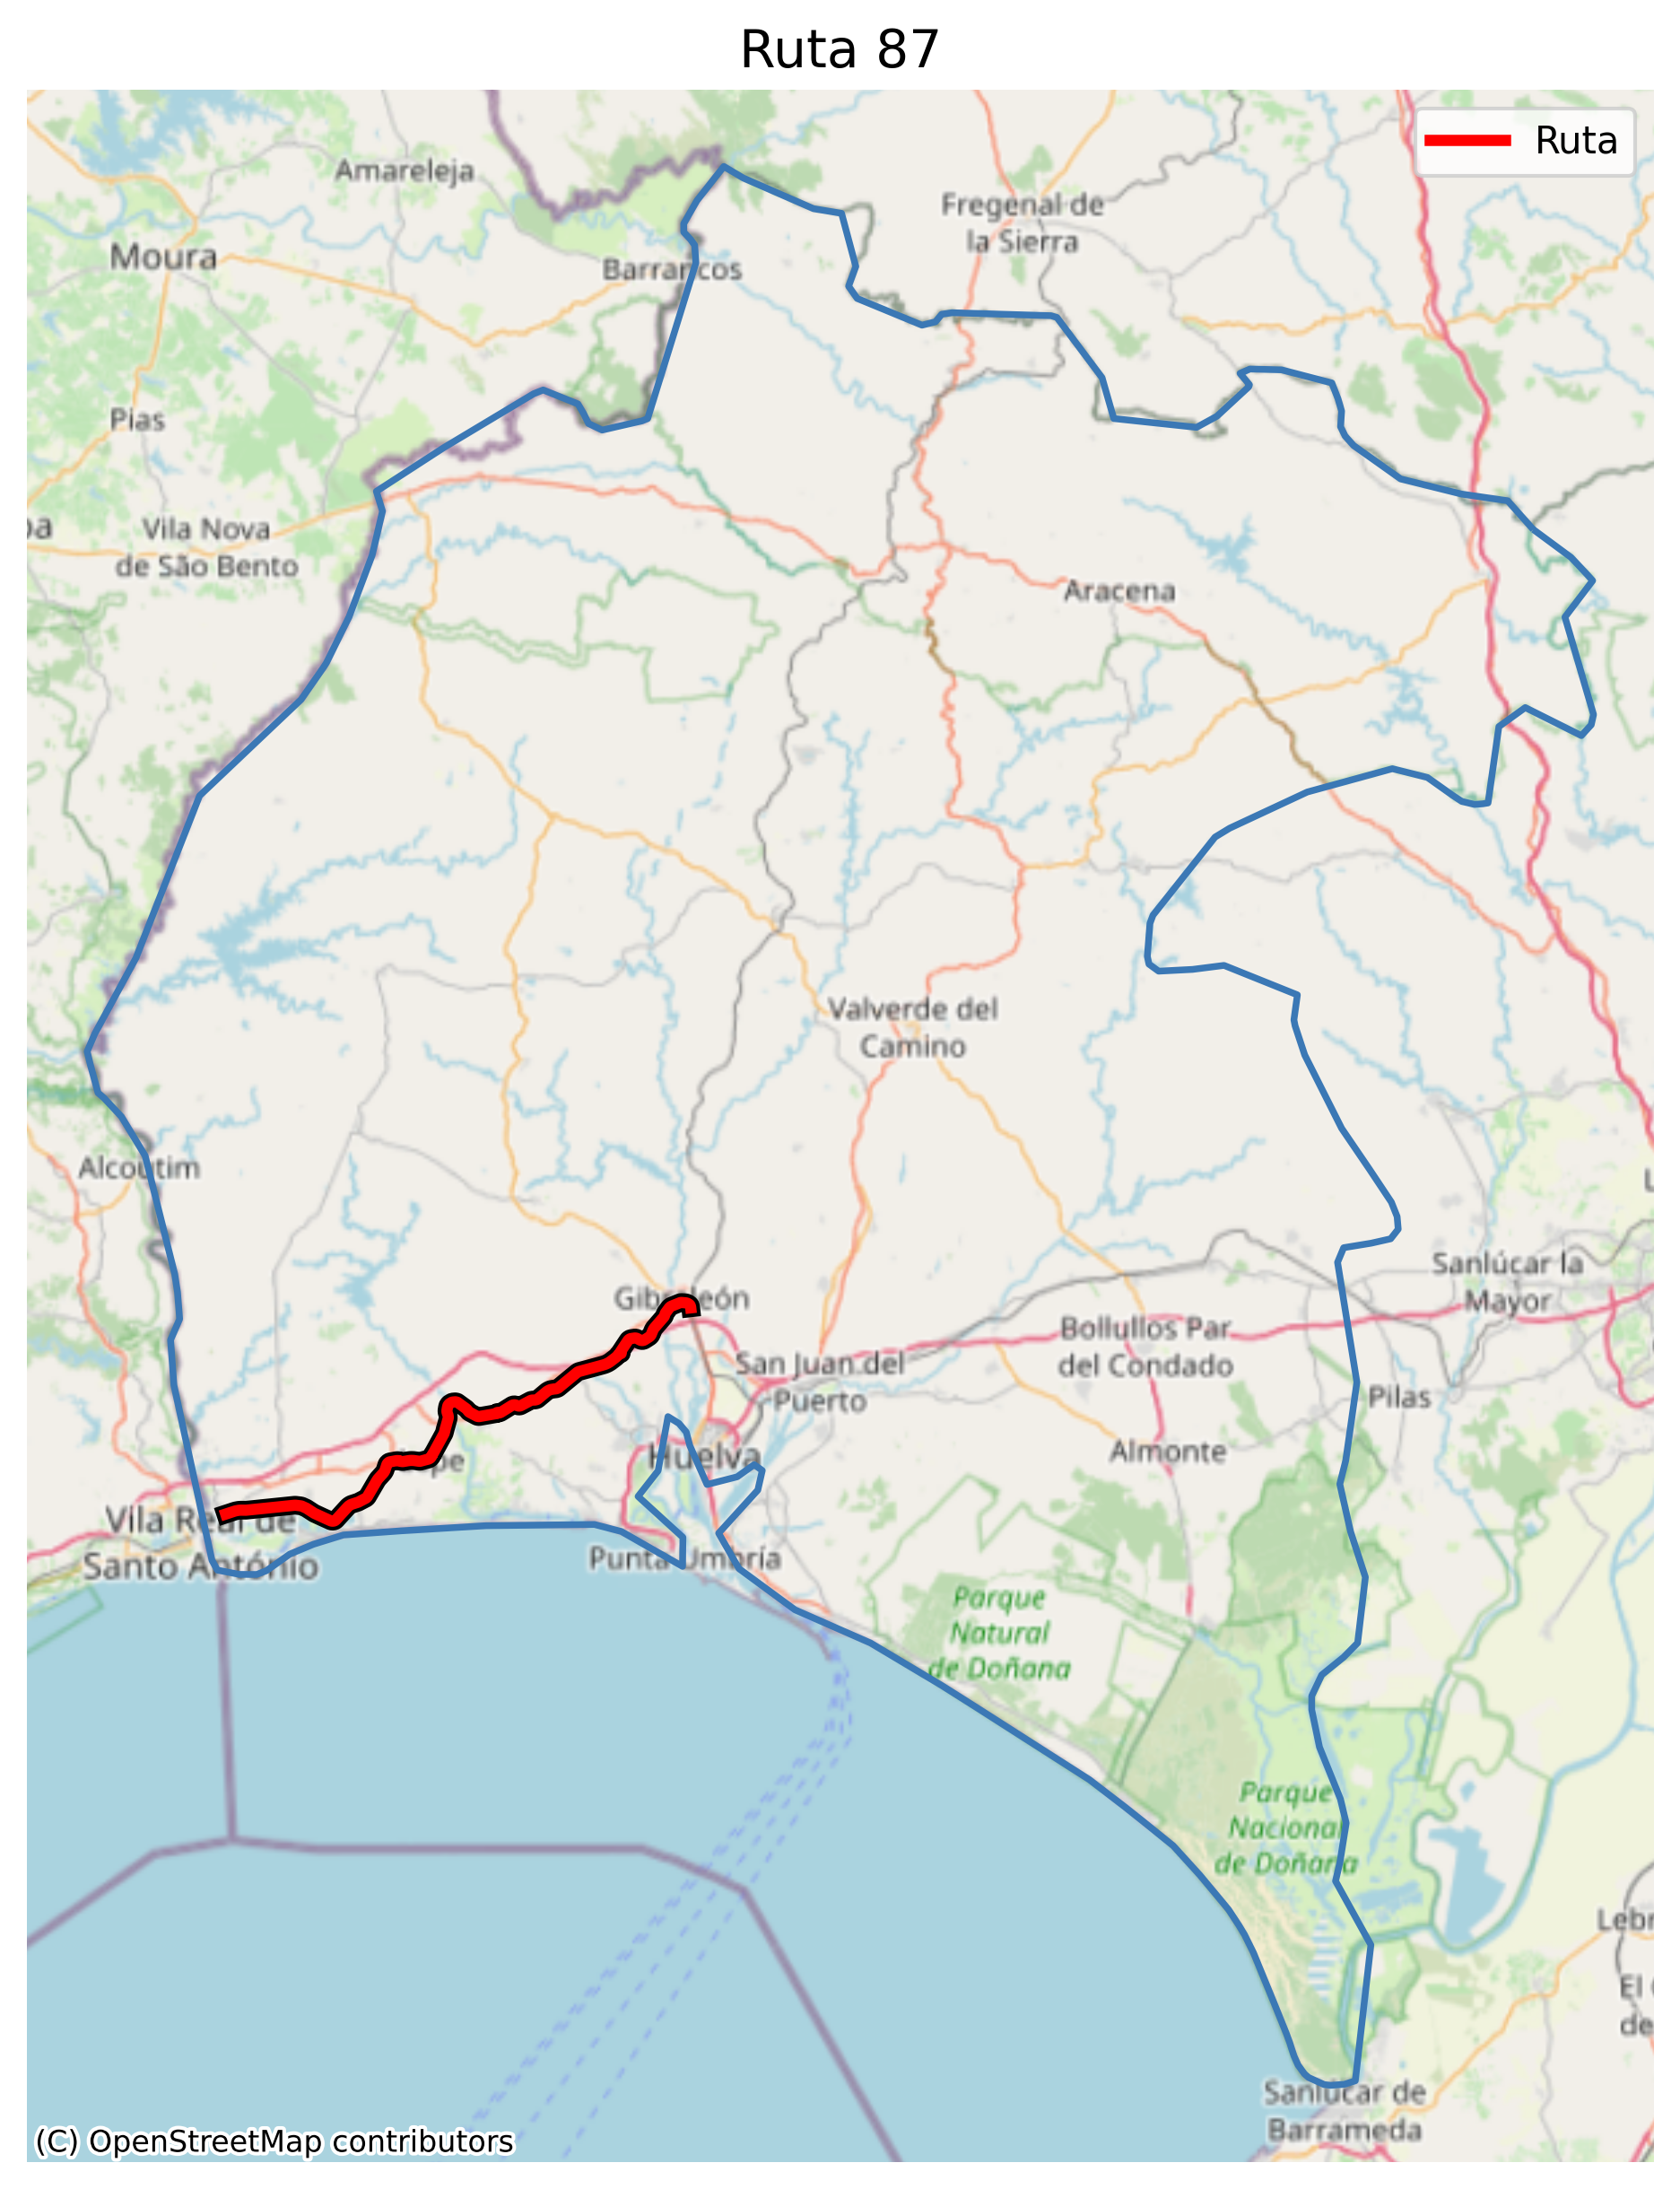 Ruta 87
Ruta
Amareleja
Fregenal de
la Sierra
Moura
Barrancos
Pias
Vila Nova
de São Bento
Aracena
Valverde del
Camino
Alcoutim
Sanlúcar la
Mayor
Gibraleón
Bollullos Par
del Condado
San Juan del
Puerto
Pilas
Huelva
Almonte
Vila Real de
Santo António
Punta Umbría
Parque
Natural
de Doñana
Parque
Nacional
de Doñana
Lebr
El
de
Sanlúcar de
Barrameda
(C) OpenStreetMap contributors